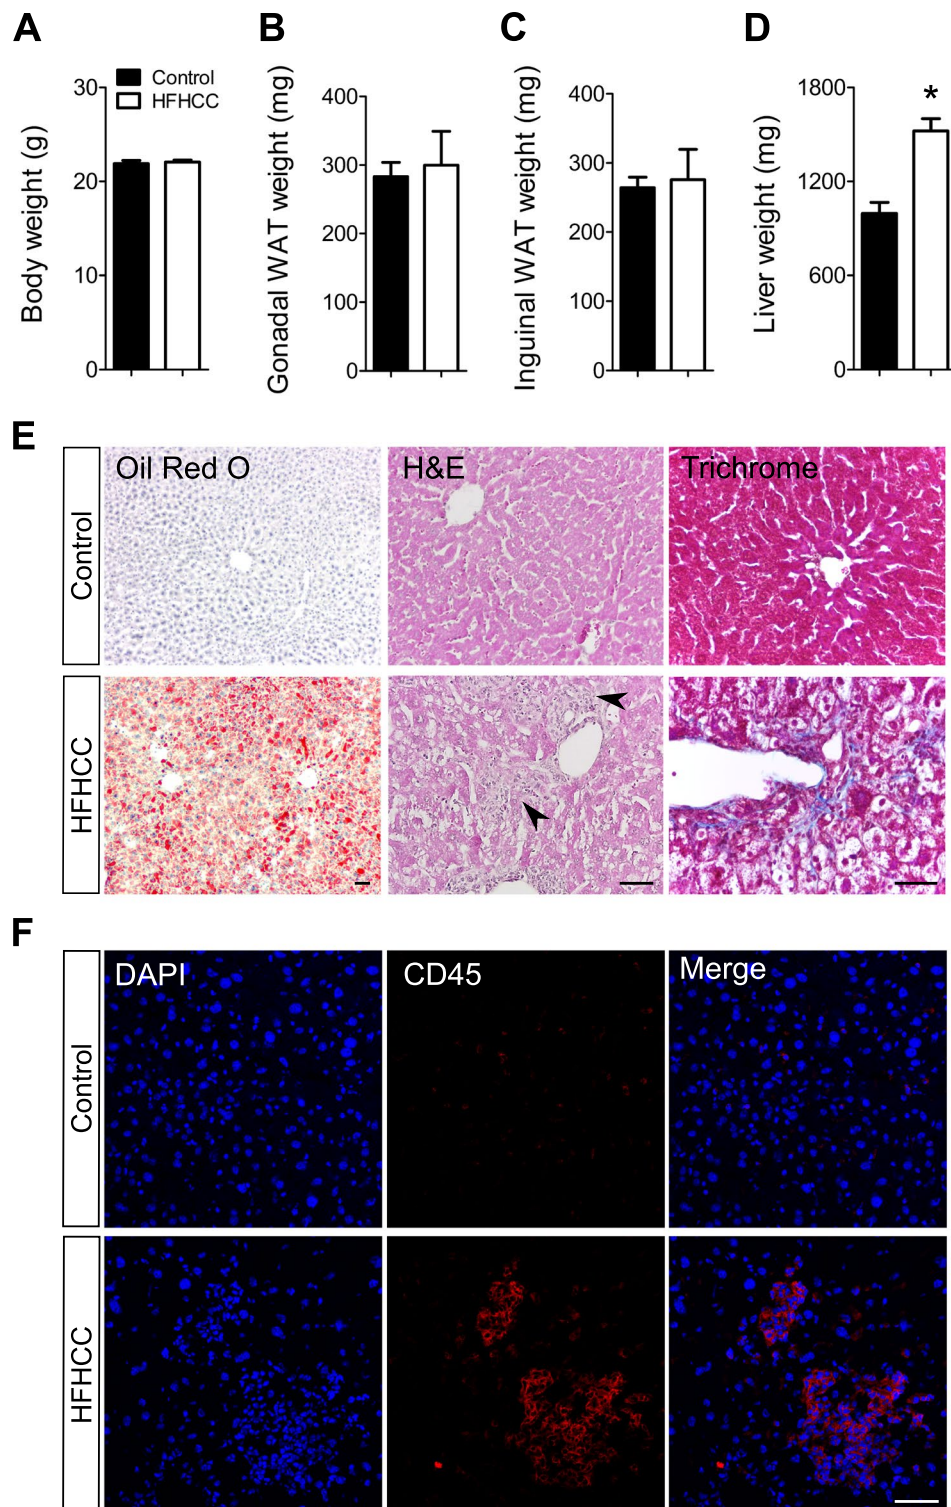 A
B
C
D
Control
HFHCC
Body weight (g)
30
20
10
0
Gonadal WAT weight (mg)
400
300
200
100
0
Inguinal WAT weight (mg)
400
300
200
100
0
Liver weight (mg)
1800
1200
600
0
*
E
Control
Oil Red O
H&E
Trichrome
HFHCC
F
Control
DAPI
CD45
Merge
HFHCC